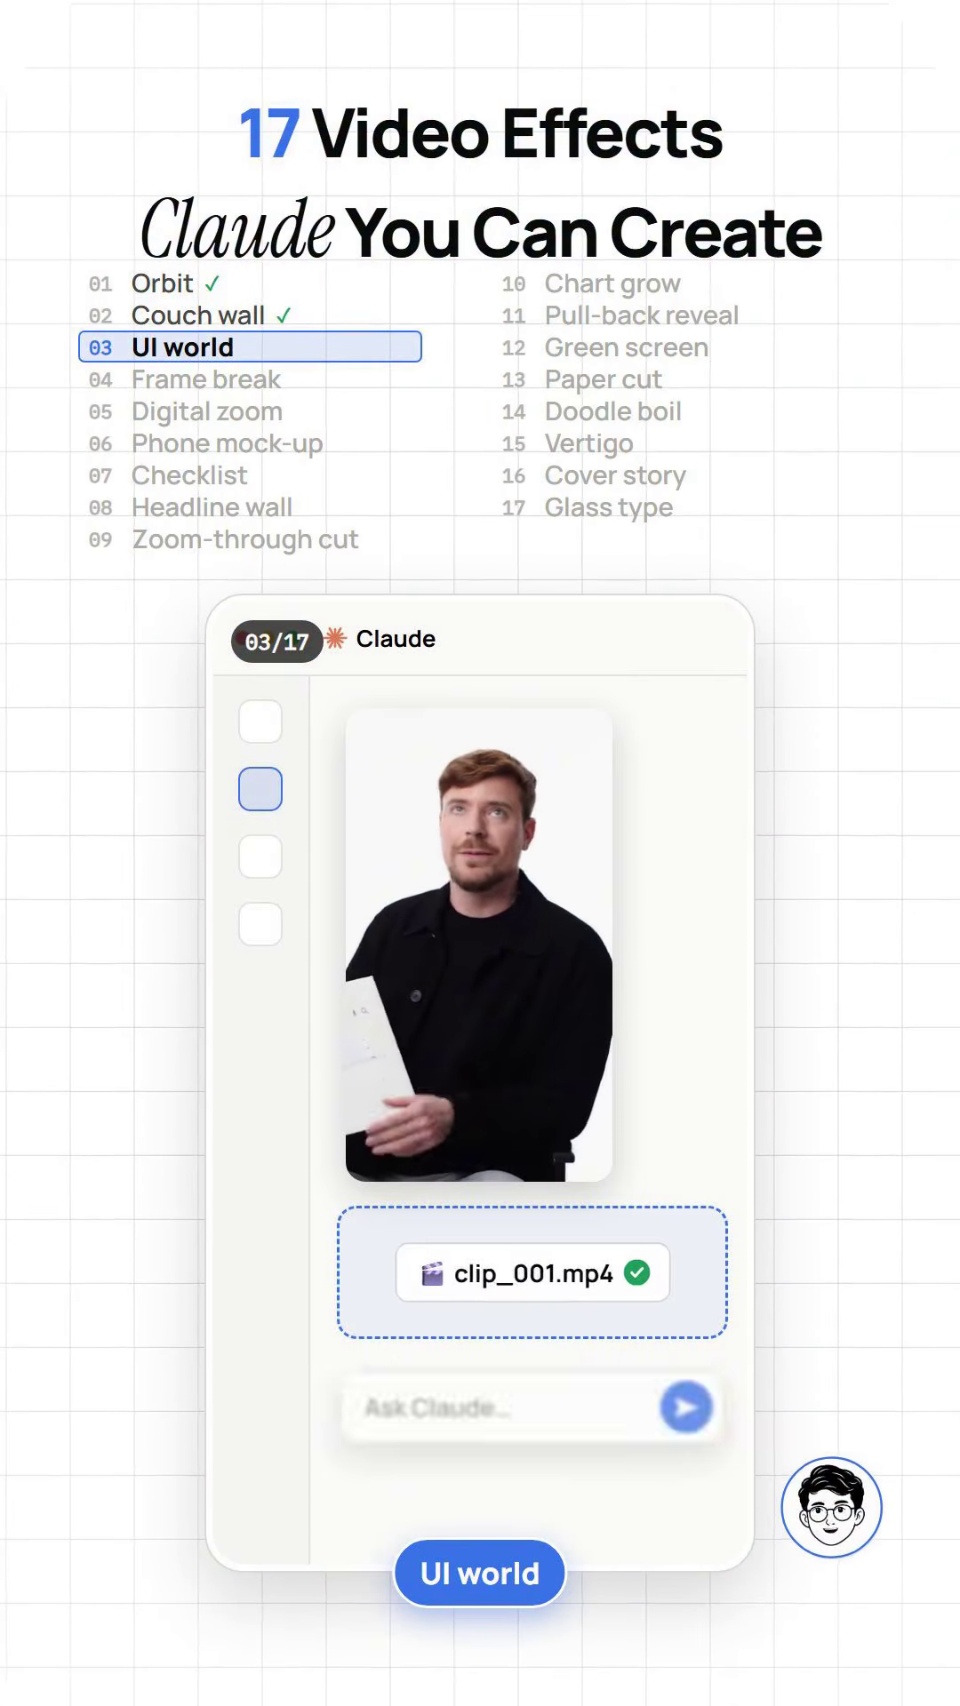 17 Video Effects
Claude You Can Create
01 Orbit ✓
02 Couch wall ✓
03 UI world
04 Frame break
05 Digital zoom
06 Phone mock-up
07 Checklist
08 Headline wall
09 Zoom-through cut
10 Chart grow
11 Pull-back reveal
12 Green screen
13 Paper cut
14 Doodle boil
15 Vertigo
16 Cover story
17 Glass type
03/17 Claude
clip_001.mp4
Ask Claude...
UI world